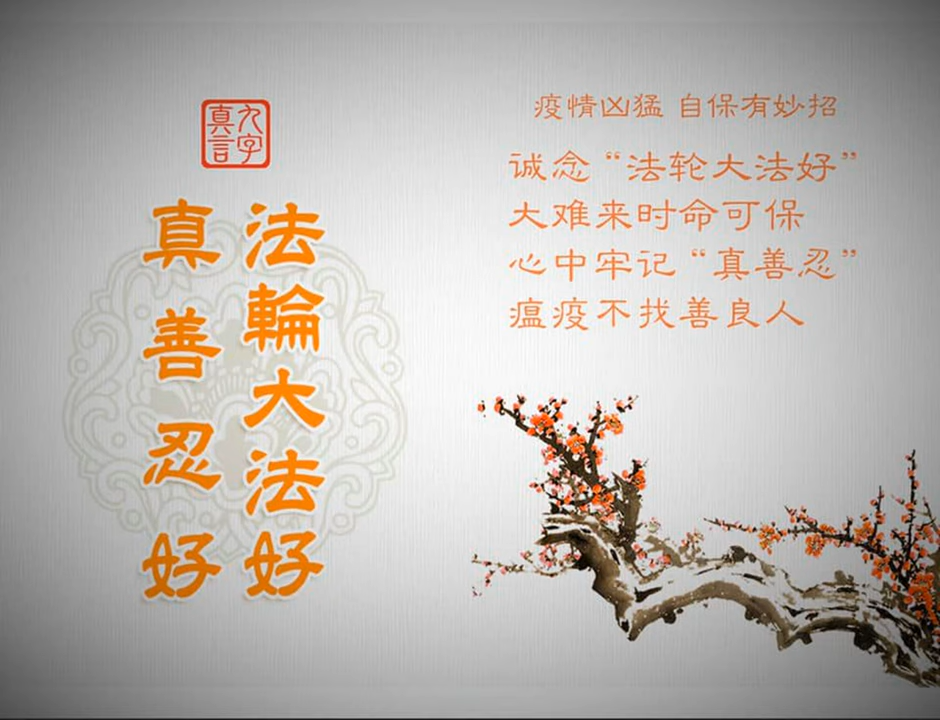 九字
真言
法輪大法好
真善忍好
疫情凶猛 自保有妙招
诚念“法轮大法好”
大难来时命可保
心中牢记“真善忍”
瘟疫不找善良人